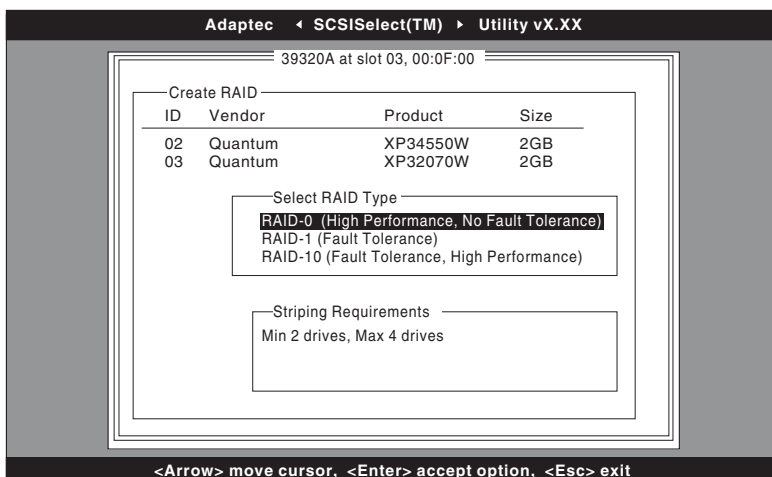 Adaptec ◂ SCSISelect(TM) ▸ Utility vX.XX
39320A at slot 03, 00:0F:00
Create RAID
ID Vendor Product Size
02 Quantum XP34550W 2GB
03 Quantum XP32070W 2GB
Select RAID Type
RAID-0 (High Performance, No Fault Tolerance)
RAID-1 (Fault Tolerance)
RAID-10 (Fault Tolerance, High Performance)
Striping Requirements
Min 2 drives, Max 4 drives
<Arrow> move cursor, <Enter> accept option, <Esc> exit